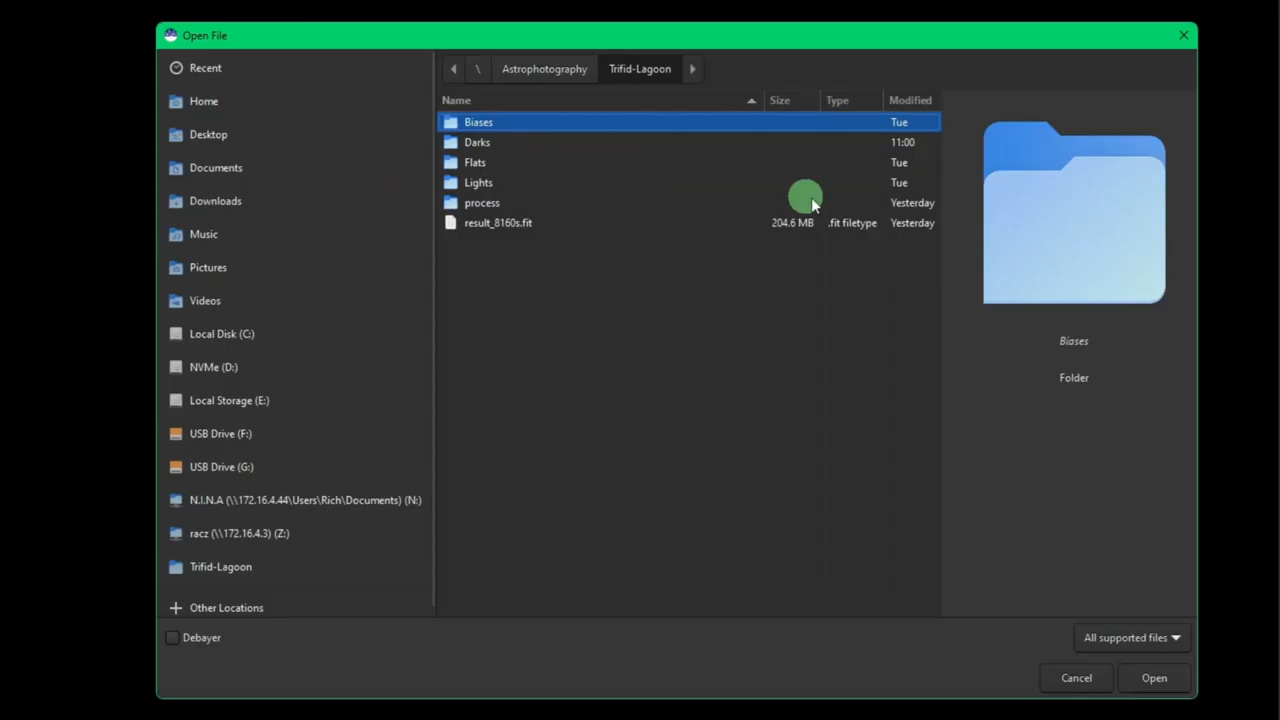 Open File
Recent
Home
Desktop
Documents
Downloads
Music
Pictures
Videos
Local Disk (C:)
NVMe (D:)
Local Storage (E:)
USB Drive (F:)
USB Drive (G:)
N.I.N.A (\\172.16.4.44\Users\Rich\Documents) (N:)
racz (\\172.16.4.3) (Z:)
Trifid-Lagoon
Other Locations
\ Astrophotography Trifid-Lagoon
Name Size Type Modified
Biases Tue
Darks 11:00
Flats Tue
Lights Tue
process Yesterday
result_8160s.fit 204.6 MB .fit filetype Yesterday
Biases
Folder
Debayer
All supported files
Cancel Open